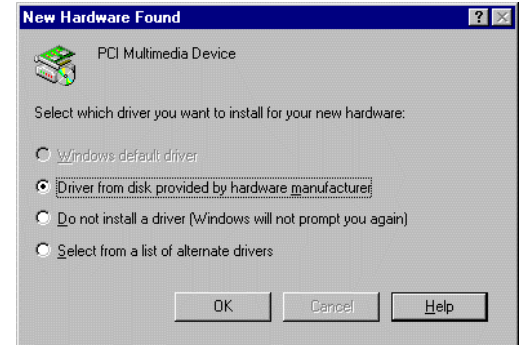 New Hardware Found
PCI Multimedia Device
Select which driver you want to install for your new hardware:
Windows default driver
Driver from disk provided by hardware manufacturer
Do not install a driver (Windows will not prompt you again)
Select from a list of alternate drivers
OK Cancel Help